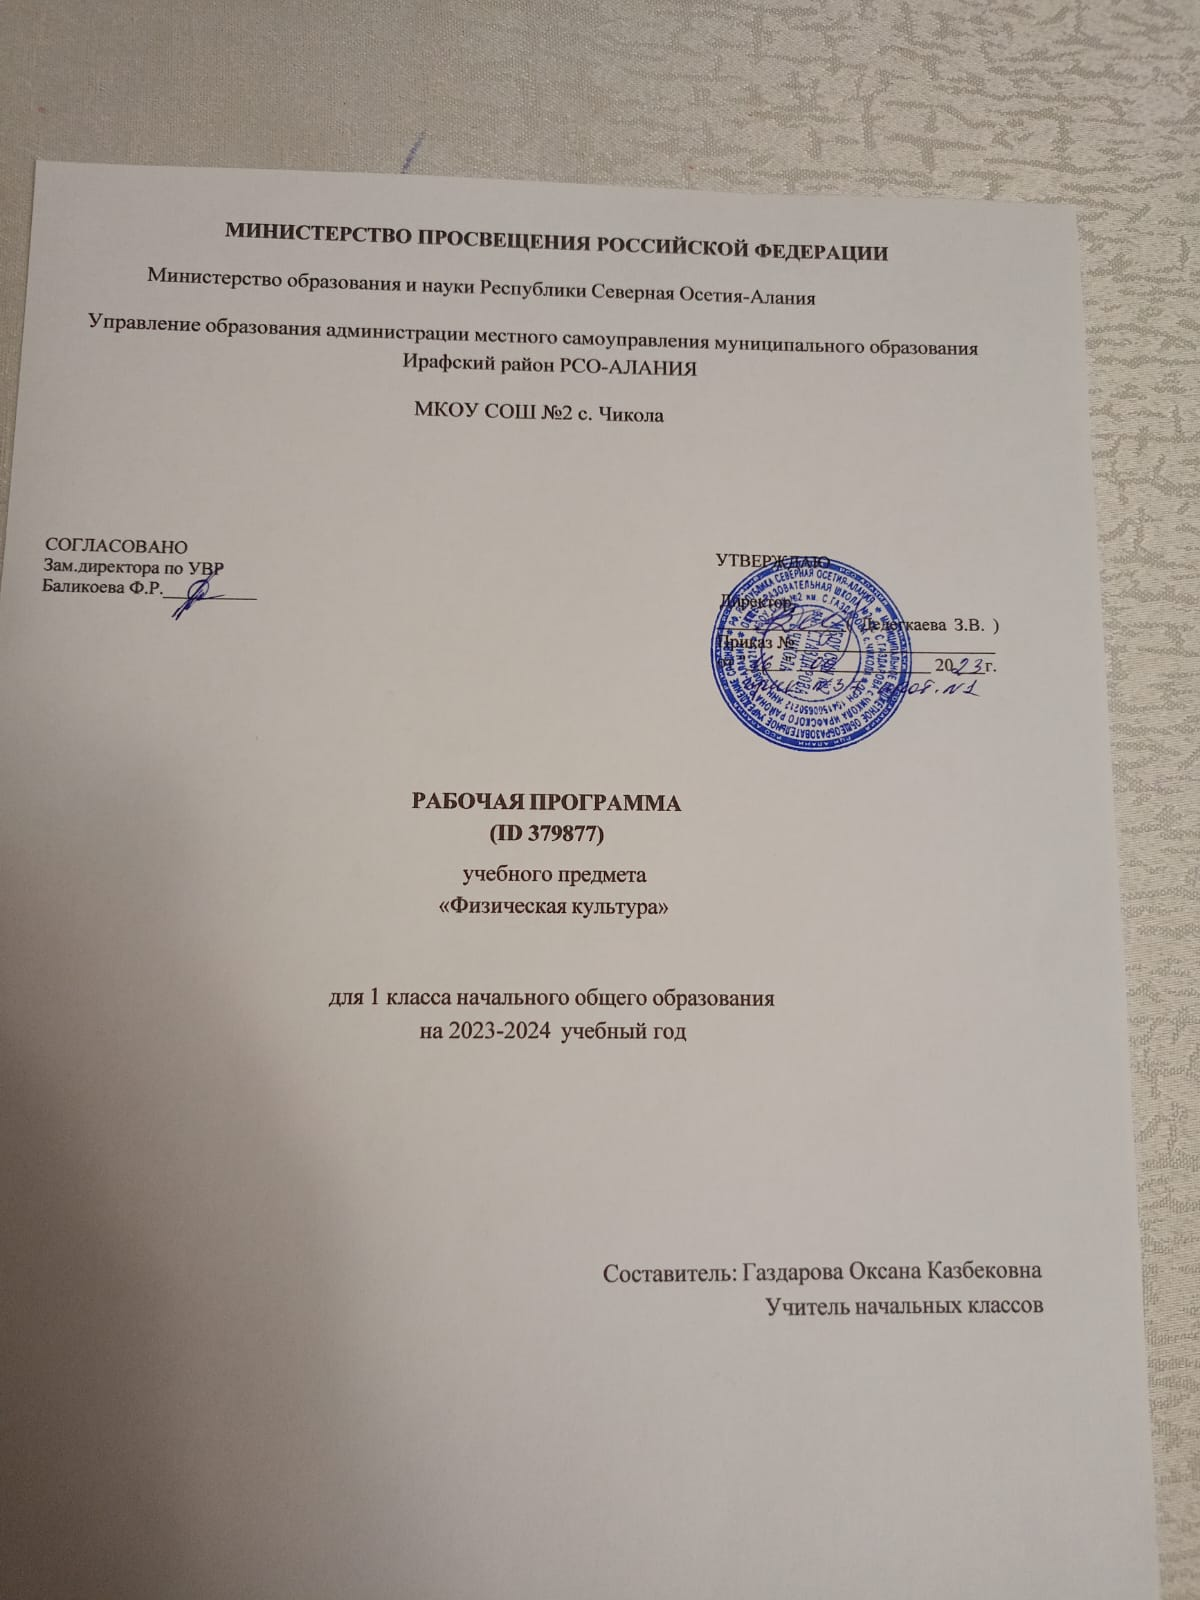 МИНИСТЕРСТВО ПРОСВЕЩЕНИЯ РОССИЙСКОЙ ФЕДЕРАЦИИ
Министерство образования и науки Республики Северная Осетия-Алания
Управление образования администрации местного самоуправления муниципального образования
Ирафский район РСО-АЛАНИЯ
МКОУ СОШ №2 с. Чикола
СОГЛАСОВАНО
Зам.директора по УВР
Баликоева Ф.Р.
УТВЕРЖДАЮ
Директор
( Дедегкаева З.В. )
Приказ №
2023г.
РАБОЧАЯ ПРОГРАММА
(ID 379877)
учебного предмета
«Физическая культура»
для 1 класса начального общего образования
на 2023-2024 учебный год
Составитель: Газдарова Оксана Казбековна
Учитель начальных классов